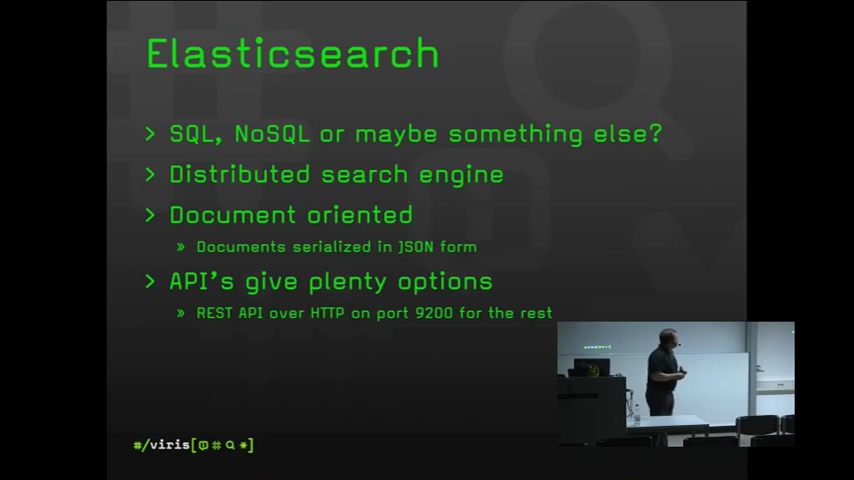 Elasticsearch
> SQL, NoSQL or maybe something else?
> Distributed search engine
> Document oriented
» Documents serialized in JSON form
> API's give plenty options
» REST API over HTTP on port 9200 for the rest
#/viris[